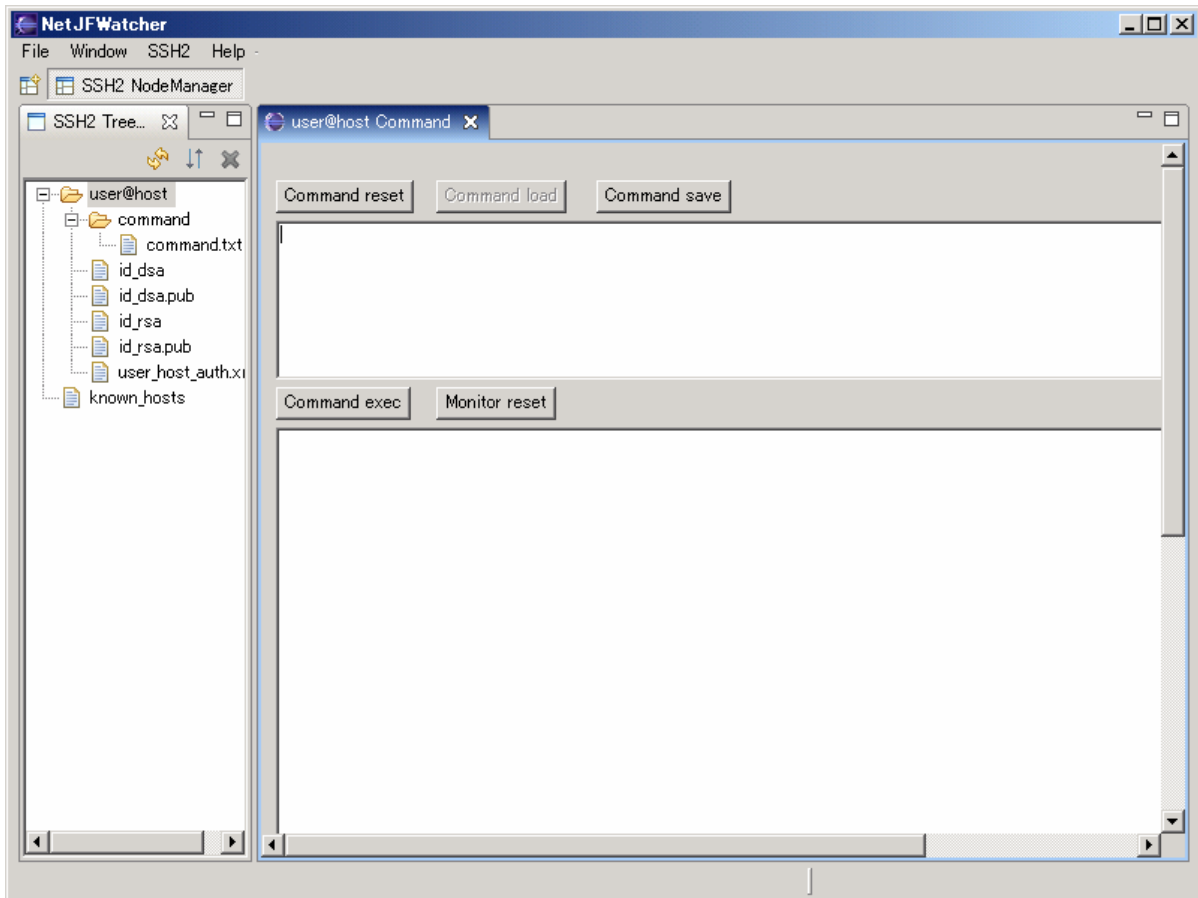 NetJFWatcher
File Window SSH2 Help
SSH2 NodeManager
SSH2 Tree...
user@host Command
Command reset Command load Command save
user@host
command
command.txt
id_dsa
id_dsa.pub
id_rsa
id_rsa.pub
user_host_auth.x
known_hosts
Command exec Monitor reset